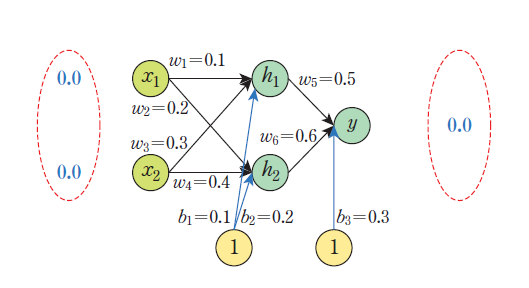 w₁=0.1
0.0
x₁
h₁
w₅=0.5
w₂=0.2
y
0.0
w₃=0.3
w₆=0.6
0.0
x₂
h₂
w₄=0.4
b₁=0.1
b₂=0.2
b₃=0.3
1
1